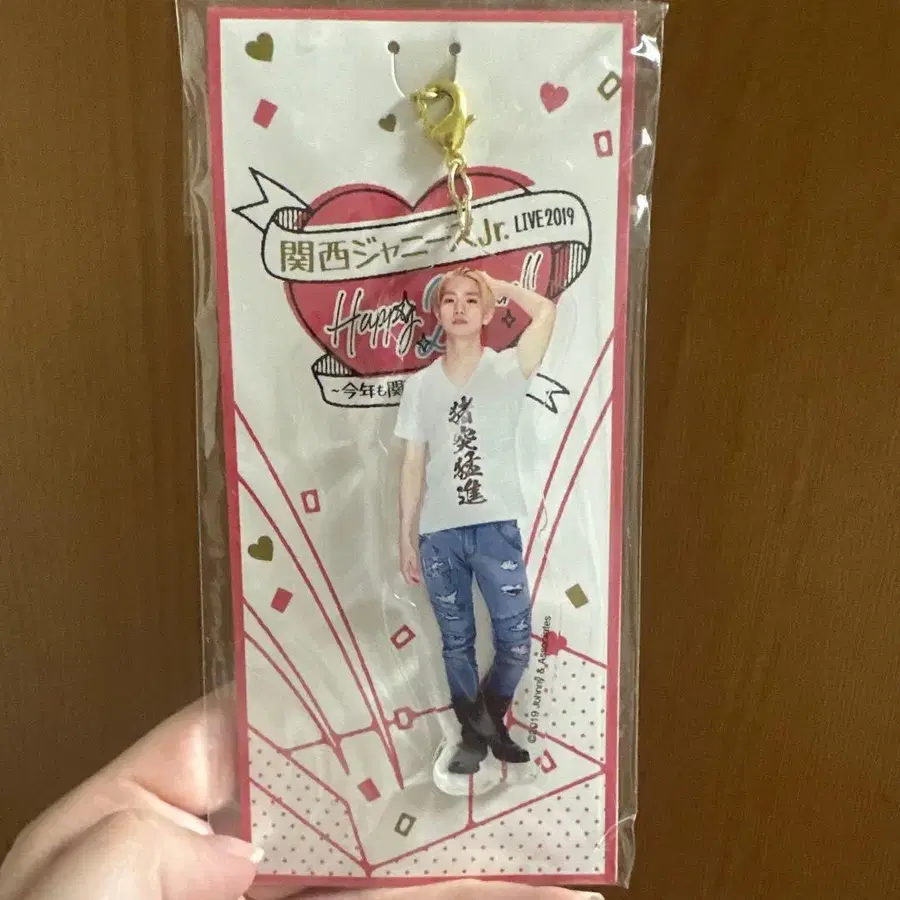 関西ジャニーズJr. LIVE2019
Happy
~今年も関
猪突猛進
©2019 Johnny & Associates